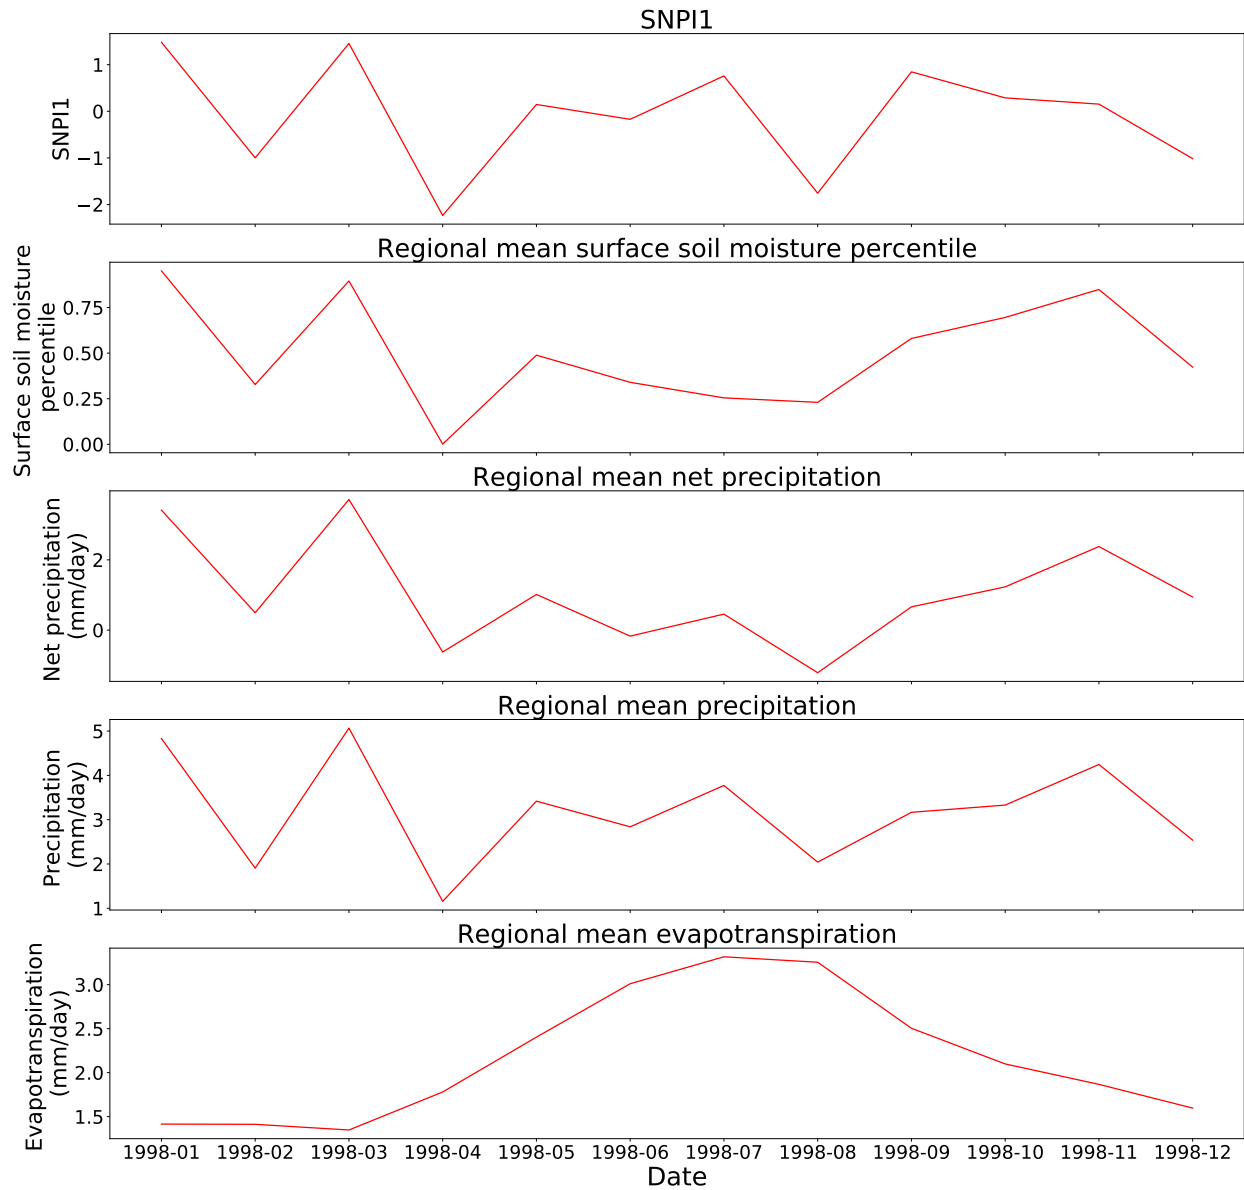 SNPI1
SNPI1
1
0
−1
−2
Regional mean surface soil moisture percentile
Surface soil moisture
percentile
0.75
0.50
0.25
0.00
Regional mean net precipitation
Net precipitation
(mm/day)
2
0
Regional mean precipitation
Precipitation
(mm/day)
5
4
3
2
1
Regional mean evapotranspiration
Evapotranspiration
(mm/day)
3.0
2.5
2.0
1.5
1998-01 1998-02 1998-03 1998-04 1998-05 1998-06 1998-07 1998-08 1998-09 1998-10 1998-11 1998-12
Date